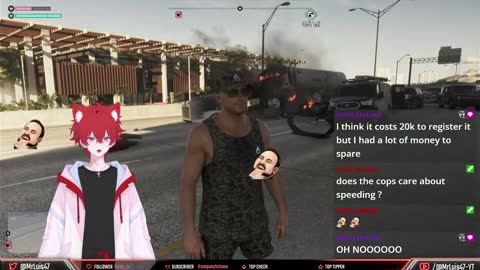 I think it costs 20k to register it
but I had a lot of money to
spare
does the cops care about
speeding ?
OH NOOOOO
@MrLuis47
FOLLOWER
SUBSCRIBER
TOP CHEER
TOP TIPPER
@MrLuis47-YT